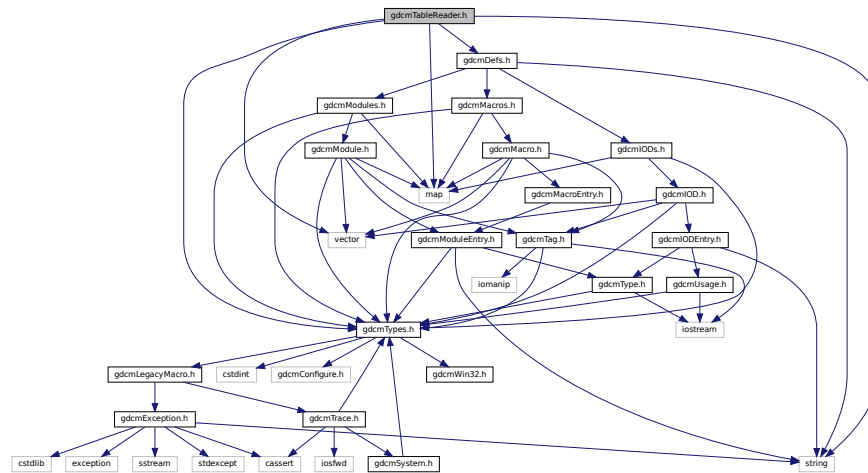 gdcmTableReader.h
gdcmDefs.h
gdcmModules.h
gdcmMacros.h
gdcmModule.h
gdcmMacro.h
gdcmIODs.h
map
gdcmMacroEntry.h
gdcmIOD.h
vector
gdcmModuleEntry.h
gdcmTag.h
gdcmIODEntry.h
iomanip
gdcmType.h
gdcmUsage.h
gdcmTypes.h
iostream
gdcmLegacyMacro.h
cstdint
gdcmConfigure.h
gdcmWin32.h
gdcmException.h
gdcmTrace.h
cstdlib
exception
sstream
stdexcept
cassert
iosfwd
gdcmSystem.h
string